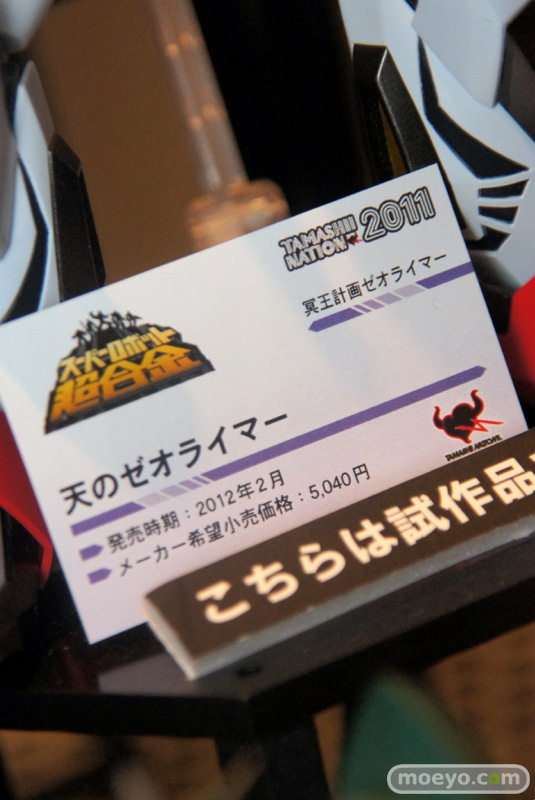 TAMASHII
NATION 2011
冥王計画ゼオライマー
スーパーロボット
超合金
天のゼオライマー
発売時期：2012年2月
メーカー希望小売価格：5,040円
TAMASHII NATIONS
こちらは試作品
moeyo.com